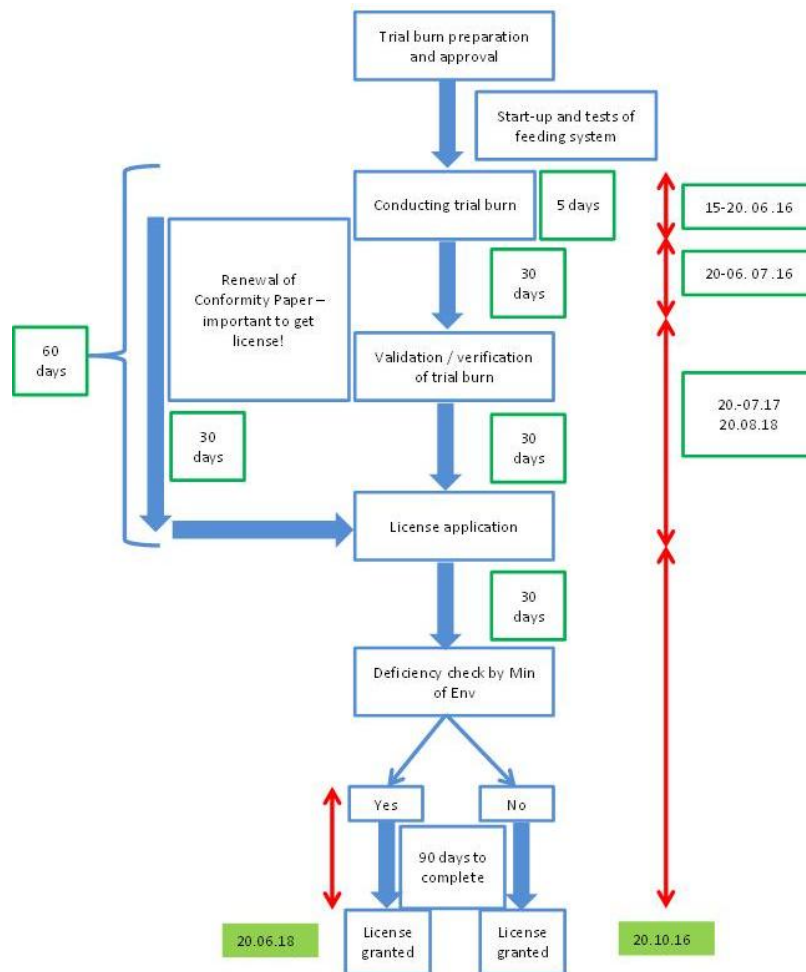 Trial burn preparation
and approval
Start-up and tests of
feeding system
Conducting trial burn
5 days
15-20. 06 .16
Renewal of
Conformity Paper –
important to get
license!
30
days
20-06. 07 .16
60
days
Validation / verification
of trial burn
20.-07.17
20.08.18
30
days
30
days
License application
30
days
Deficiency check by Min
of Env
Yes
No
90 days to
complete
20.06.18
License
granted
License
granted
20.10.16